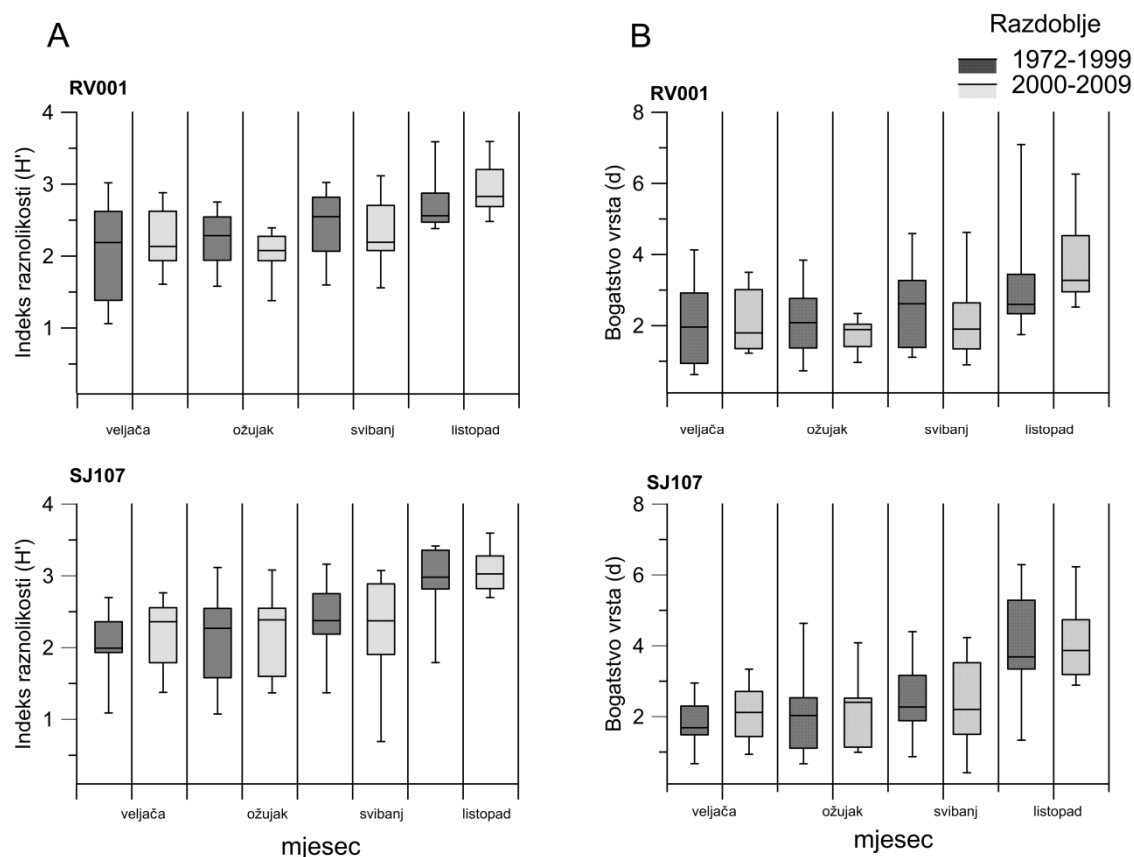 A
RV001
Indeks raznolikosti (H')
4
3
2
1
veljača ožujak svibanj listopad
SJ107
Indeks raznolikosti (H')
4
3
2
1
veljača ožujak svibanj listopad
mjesec
B
Razdoblje
1972-1999
2000-2009
RV001
Bogatstvo vrsta (d)
8
6
4
2
veljača ožujak svibanj listopad
SJ107
Bogatstvo vrsta (d)
8
6
4
2
veljača ožujak svibanj listopad
mjesec